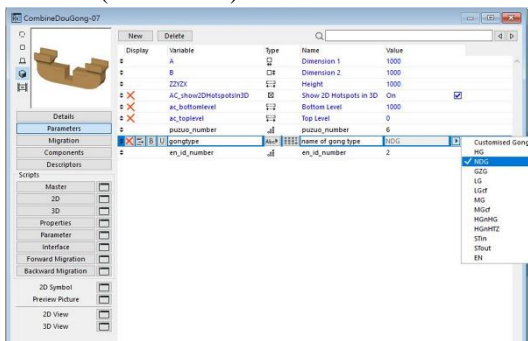 CombineDouGong-07
New Delete
Display Variable Type Name Value
A Dimension 1 1000
B Dimension 2 1000
ZZYZX Height 1000
AC_show2DHotspotsIn3D Show 2D Hotspots in 3D On
ac_bottomlevel Bottom Level 1000
ac_toplevel Top Level 0
puzuo_number puzuo_number 6
B U gongtype Abc name of gong type NDG
en_id_number en_id_number 2
Customised Gong
HG
NDG
GZG
LG
LGcf
MG
MGcf
HGnHG
HGnHTZ
STin
STout
EN
Details
Parameters
Migration
Components
Descriptors
Scripts
Master
2D
3D
Properties
Parameter
Interface
Forward Migration
Backward Migration
2D Symbol
Preview Picture
2D View
3D View